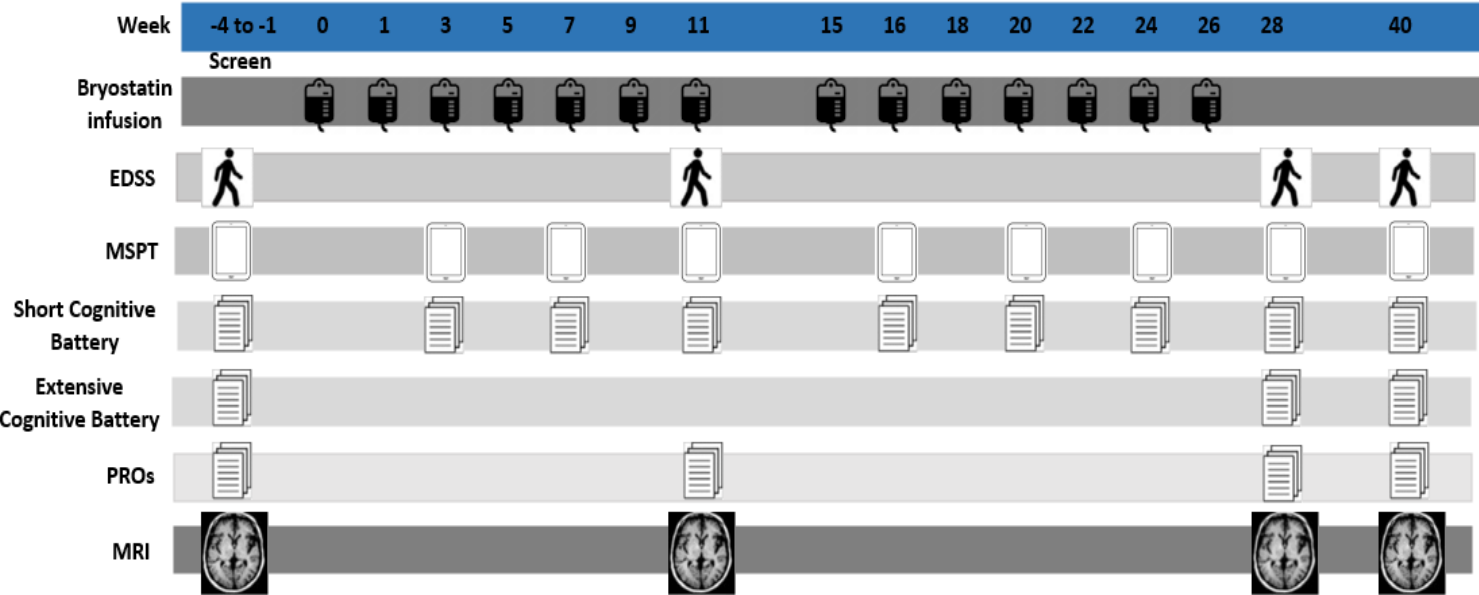 Week -4 to -1 0 1 3 5 7 9 11 15 16 18 20 22 24 26 28 40
Screen
Bryostatin
infusion
EDSS
MSPT
Short Cognitive
Battery
Extensive
Cognitive Battery
PROs
MRI